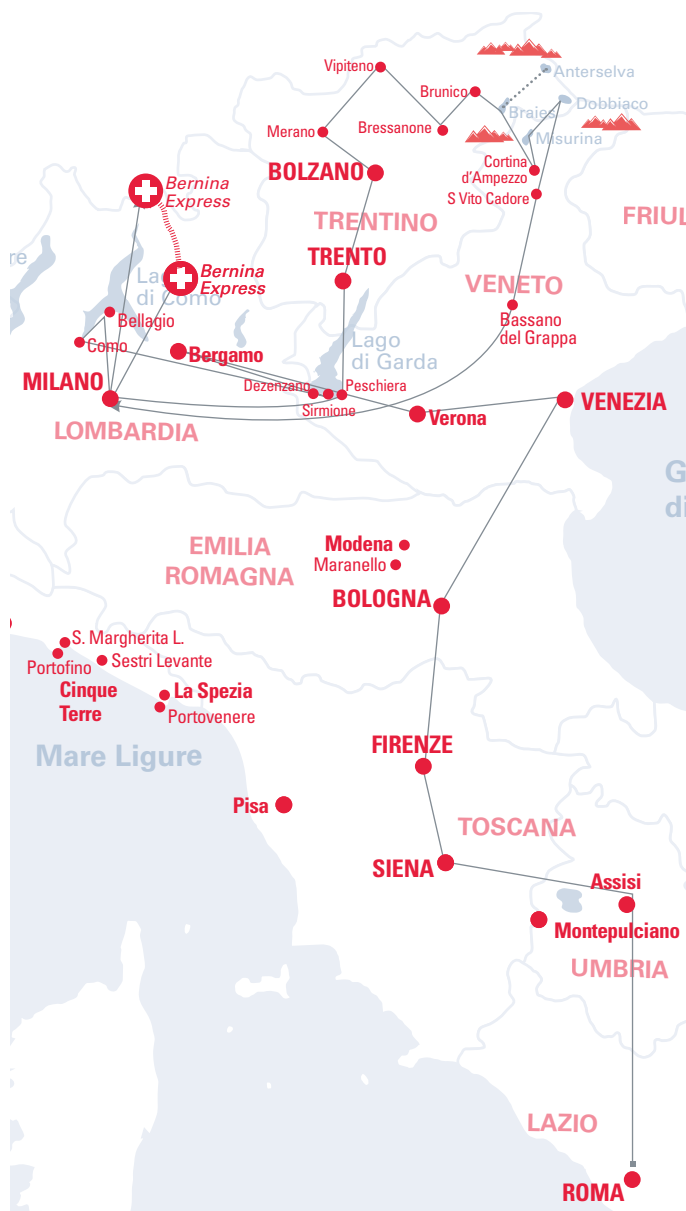 Vipiteno
Anterselva
Brunico
Dobbiaco
Braies
Merano
Bressanone
Misurina
BOLZANO
Cortina
d'Ampezzo
Bernina
Express
S Vito Cadore
TRENTINO
FRIUL
re
TRENTO
Bernina
Express
Lago
di Como
VENETO
Bellagio
Bassano
del Grappa
Como
Bergamo
Lago
di Garda
MILANO
Dezenzano
Peschiera
Sirmione
Verona
VENEZIA
LOMBARDIA
G
di
EMILIA
ROMAGNA
Modena
Maranello
BOLOGNA
S. Margherita L.
Portofino
Sestri Levante
Cinque
Terre
La Spezia
Portovenere
FIRENZE
Mare Ligure
Pisa
TOSCANA
SIENA
Assisi
Montepulciano
UMBRIA
LAZIO
ROMA